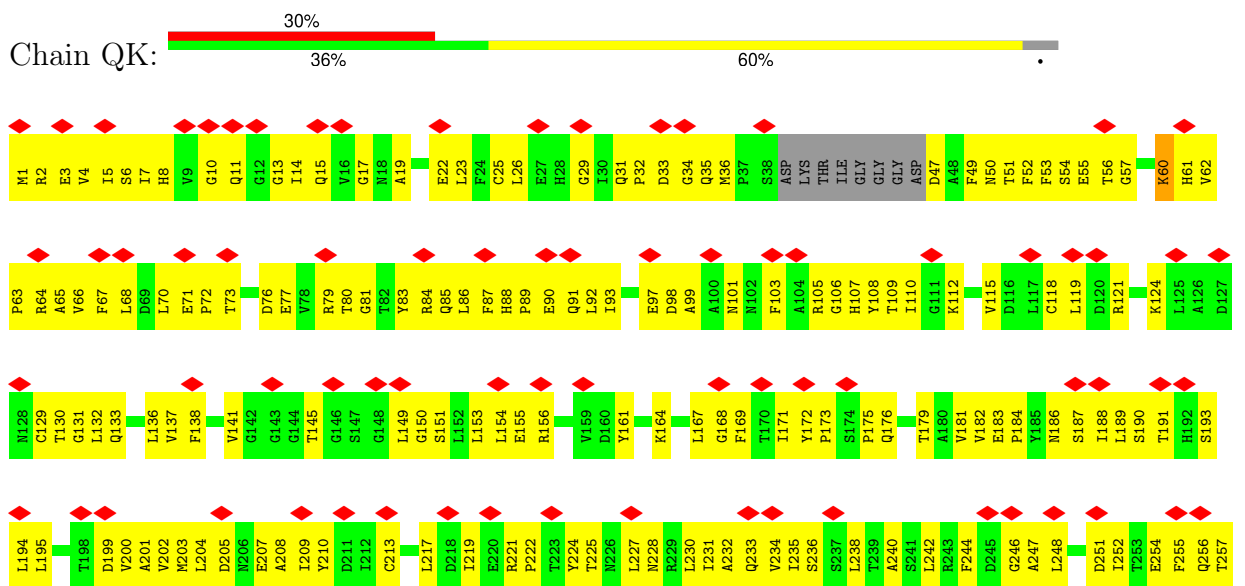 30%
Chain QK:
36% 60% •
M1 R2 E3 V4 I5 S6 I7 H8 V9 G10 Q11 G12 G13 I14 Q15 V16 G17 N18 A19 E22 L23 F24 C25 L26 E27 H28 G29 I30 Q31 P32 D33 G34 Q35 M36 P37 S38 ASP LYS THR ILE GLY GLY GLY ASP D47 A48 F49 N50 T51 F52 F53 S54 E55 T56 G57 K60 H61 V62
P63 R64 A65 V66 F67 L68 D69 L70 E71 P72 T73 D76 E77 V78 R79 T80 G81 T82 Y83 R84 Q85 L86 F87 H88 P89 E90 Q91 L92 I93 E97 D98 A99 A100 N101 N102 F103 A104 R105 G106 H107 Y108 T109 I110 G111 K112 V115 D116 L117 C118 L119 D120 R121 K124 L125 A126 D127
N128 C129 T130 G131 L132 Q133 L136 V137 F138 V141 G142 G143 G144 T145 G146 S147 G148 L149 G150 S151 L152 L153 L154 E155 R156 V159 D160 Y161 K164 L167 G168 F169 T170 I171 Y172 P173 S174 P175 Q176 T179 A180 V181 V182 E183 P184 Y185 N186 S187 I188 L189 S190 T191 H192 S193
L194 L195 T198 D199 V200 A201 V202 M203 L204 D205 N206 E207 A208 I209 Y210 D211 I212 C213 L217 D218 I219 E220 R221 P222 T223 Y224 T225 N226 L227 N228 R229 L230 I231 A232 Q233 V234 I235 S236 S237 L238 T239 A240 S241 L242 R243 F244 D245 G246 A247 L248 D251 I252 T253 E254 F255 Q256 T257